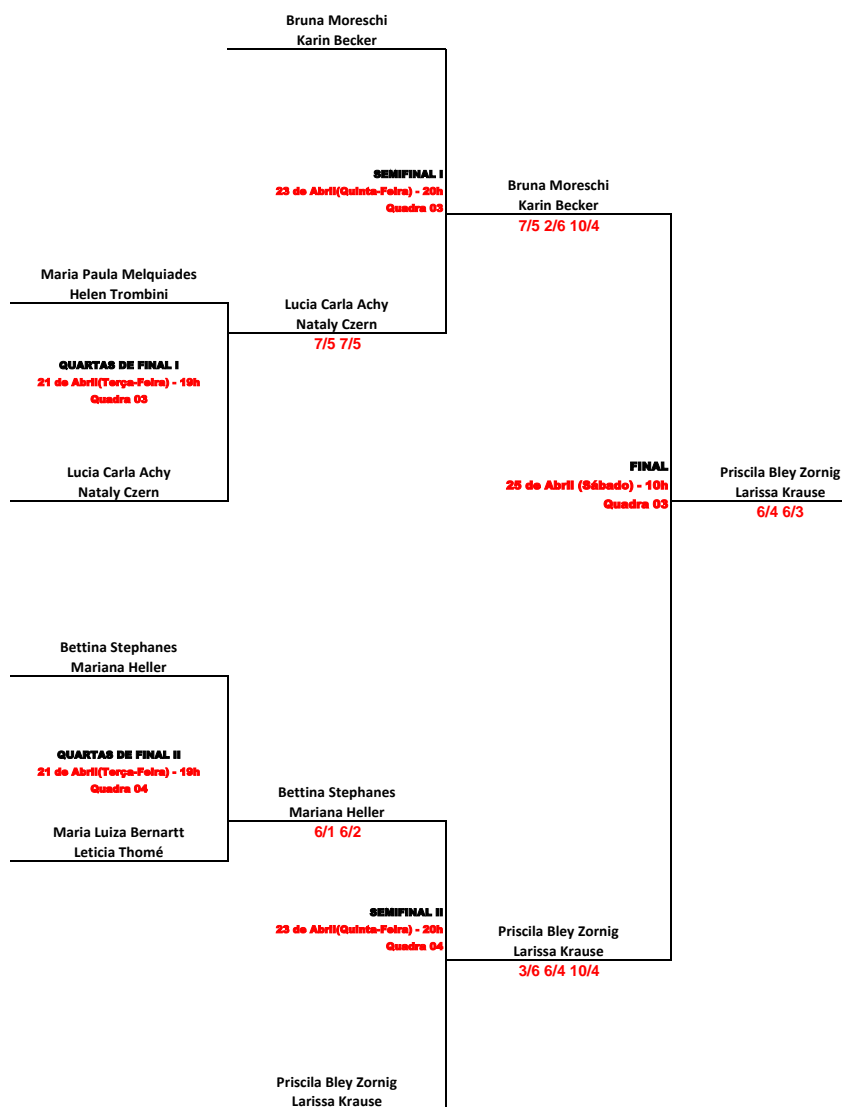 Bruna Moreschi
Karin Becker
SEMIFINAL I
23 de Abril(Quinta-Feira) - 20h
Quadra 03
Bruna Moreschi
Karin Becker
7/5 2/6 10/4
Maria Paula Melquiades
Helen Trombini
Lucia Carla Achy
Nataly Czern
7/5 7/5
QUARTAS DE FINAL I
21 de Abril(Terça-Feira) - 19h
Quadra 03
Lucia Carla Achy
Nataly Czern
FINAL
25 de Abril (Sábado) - 10h
Quadra 03
Priscila Bley Zornig
Larissa Krause
6/4 6/3
Bettina Stephanes
Mariana Heller
QUARTAS DE FINAL II
21 de Abril(Terça-Feira) - 19h
Quadra 04
Bettina Stephanes
Mariana Heller
6/1 6/2
Maria Luiza Bernartt
Leticia Thomé
SEMIFINAL II
23 de Abril(Quinta-Feira) - 20h
Quadra 04
Priscila Bley Zornig
Larissa Krause
3/6 6/4 10/4
Priscila Bley Zornig
Larissa Krause